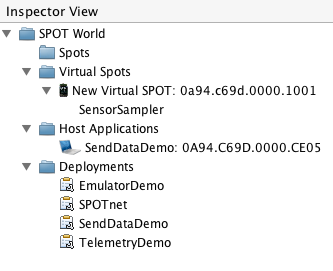 Inspector View
SPOT World
Spots
Virtual Spots
New Virtual SPOT: 0a94.c69d.0000.1001
SensorSampler
Host Applications
SendDataDemo: 0A94.C69D.0000.CE05
Deployments
EmulatorDemo
SPOTnet
SendDataDemo
TelemetryDemo